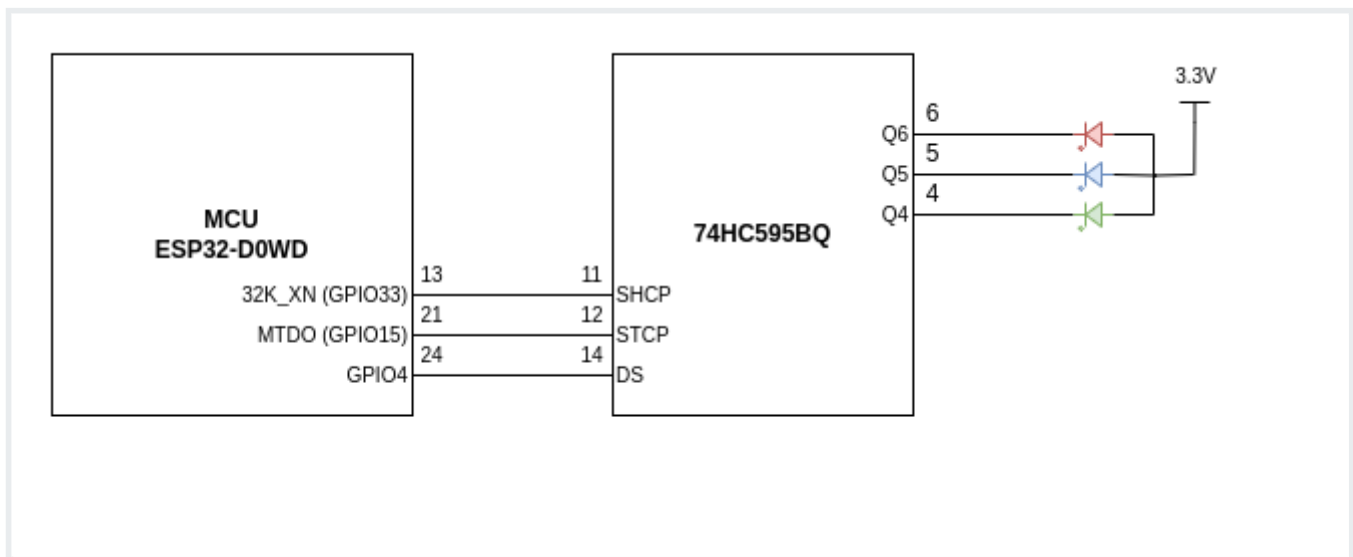 3.3V
6
Q6
5
Q5
4
Q4
MCU
ESP32-D0WD
74HC595BQ
13
11
32K_XN (GPIO33)
SHCP
21
12
MTDO (GPIO15)
STCP
24
14
GPIO4
DS